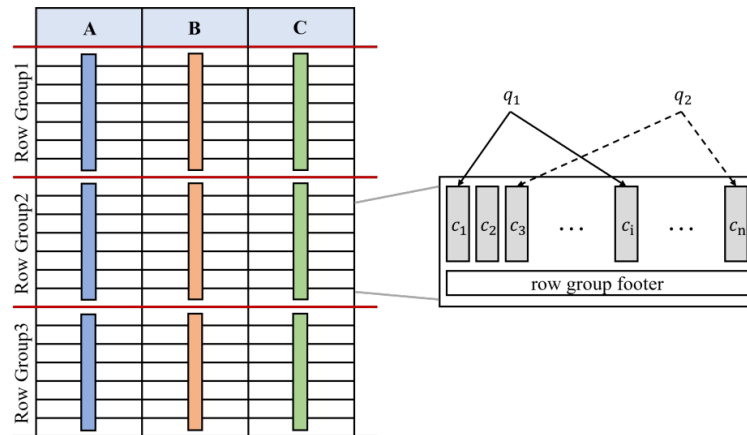 A B C
Row Group1
Row Group2
Row Group3
q₁ q₂
c₁ c₂ c₃ ... cᵢ ... cₙ
row group footer